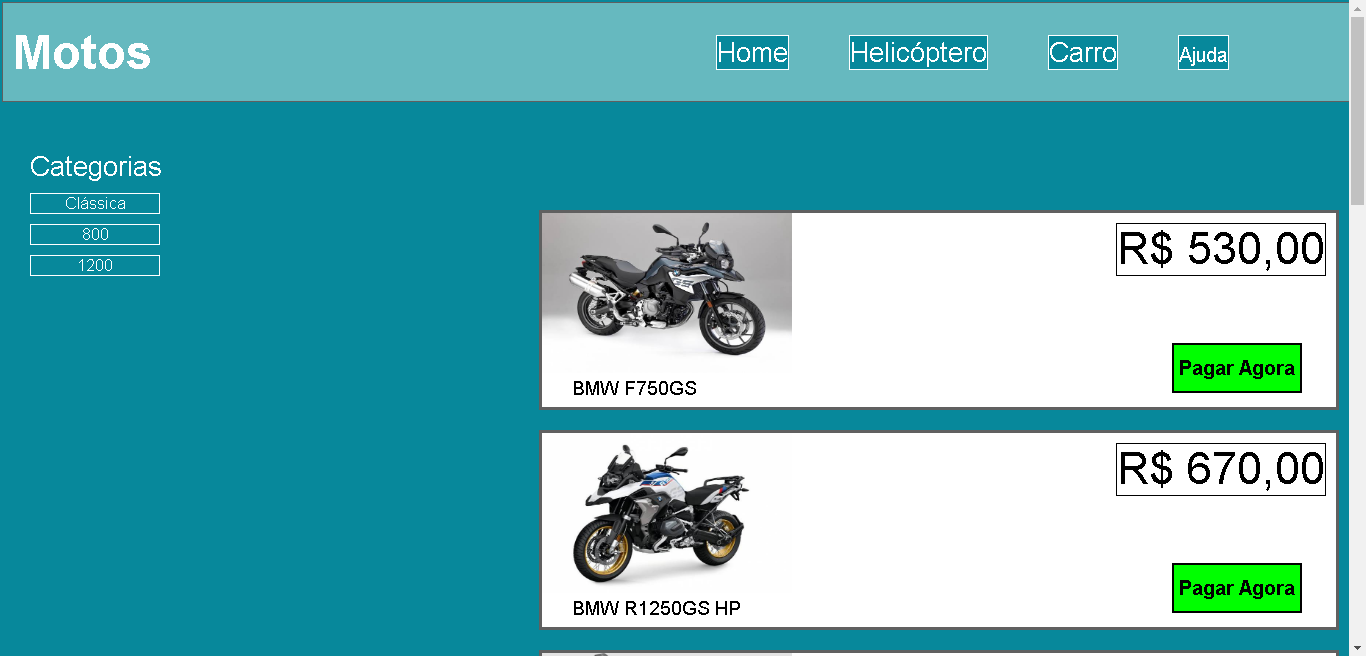 Motos
Home
Helicóptero
Carro
Ajuda
Categorias
Clássica
800
1200
R$ 530,00
Pagar Agora
BMW F750GS
R$ 670,00
Pagar Agora
BMW R1250GS HP